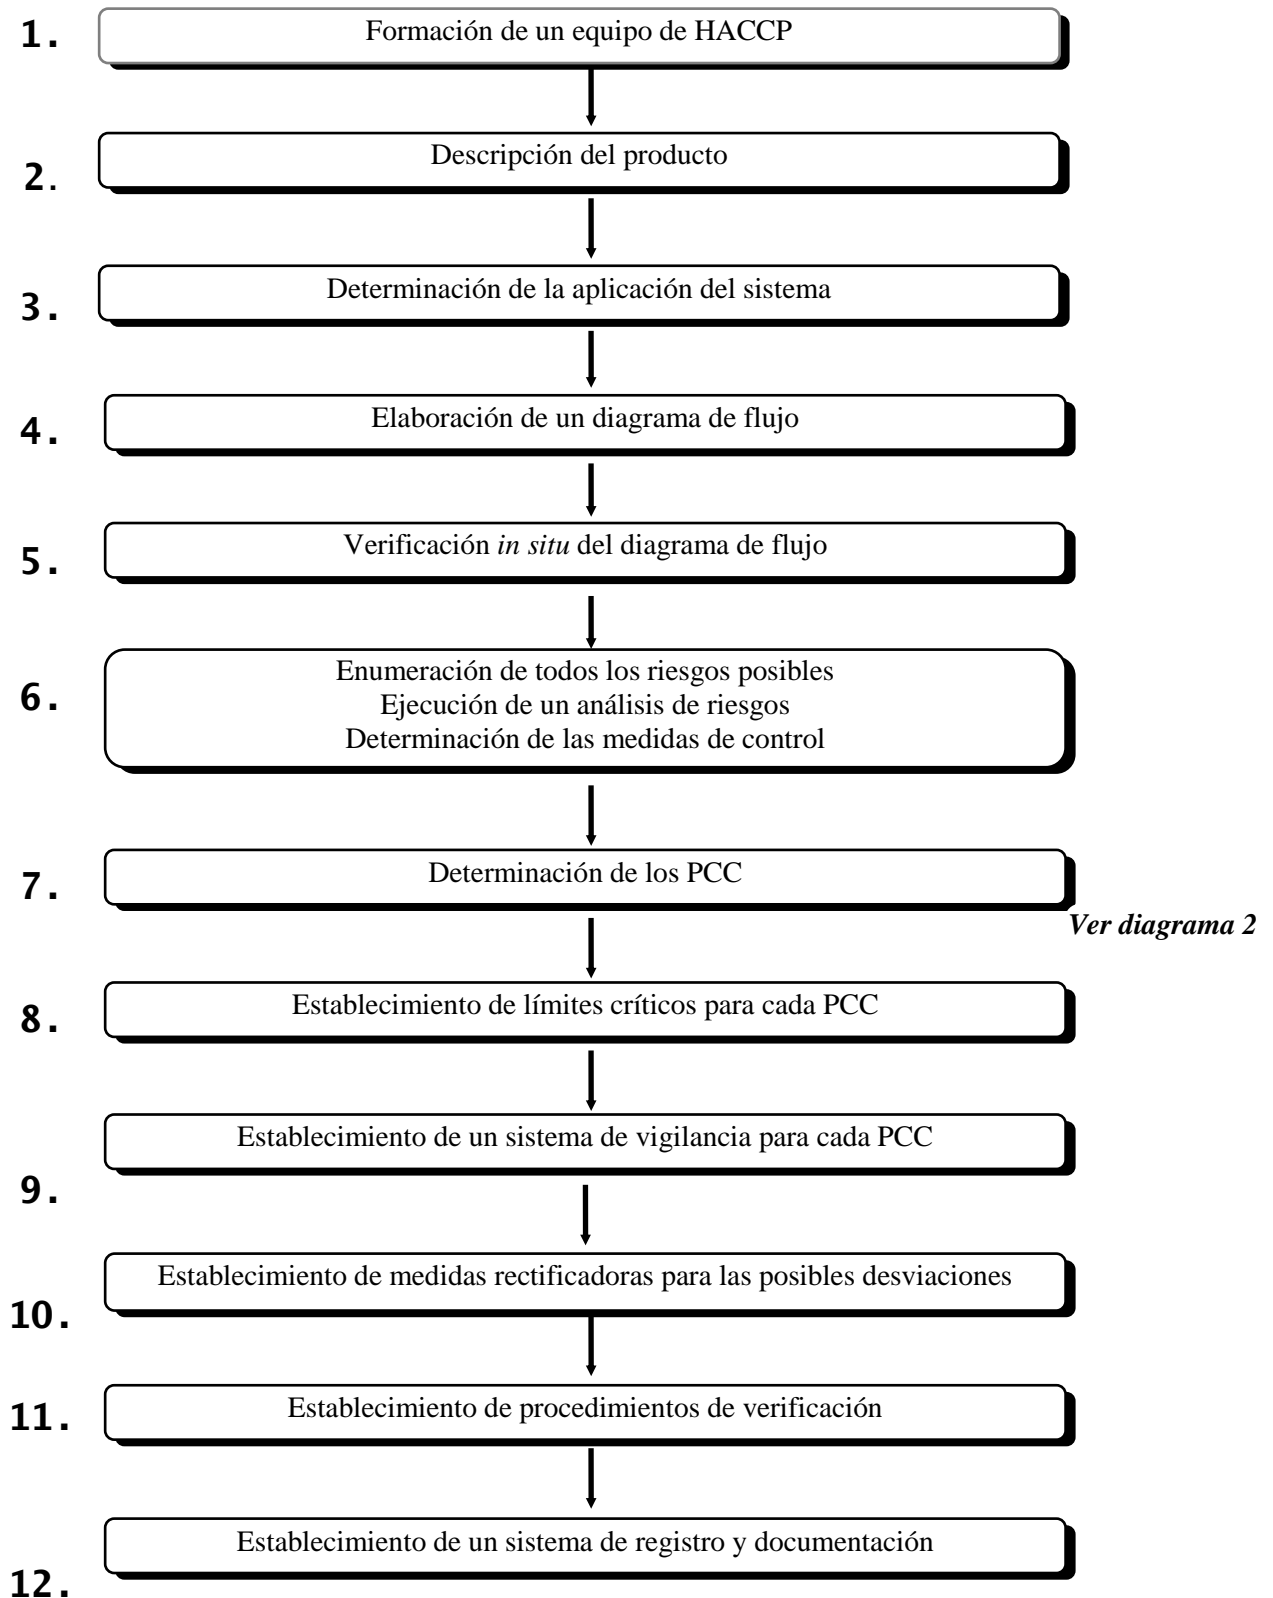 1. Formación de un equipo de HACCP
2. Descripción del producto
3. Determinación de la aplicación del sistema
4. Elaboración de un diagrama de flujo
5. Verificación in situ del diagrama de flujo
Enumeración de todos los riesgos posibles
6. Ejecución de un análisis de riesgos
Determinación de las medidas de control
7. Determinación de los PCC
Ver diagrama 2
8. Establecimiento de límites críticos para cada PCC
9. Establecimiento de un sistema de vigilancia para cada PCC
10. Establecimiento de medidas rectificadoras para las posibles desviaciones
11. Establecimiento de procedimientos de verificación
12. Establecimiento de un sistema de registro y documentación